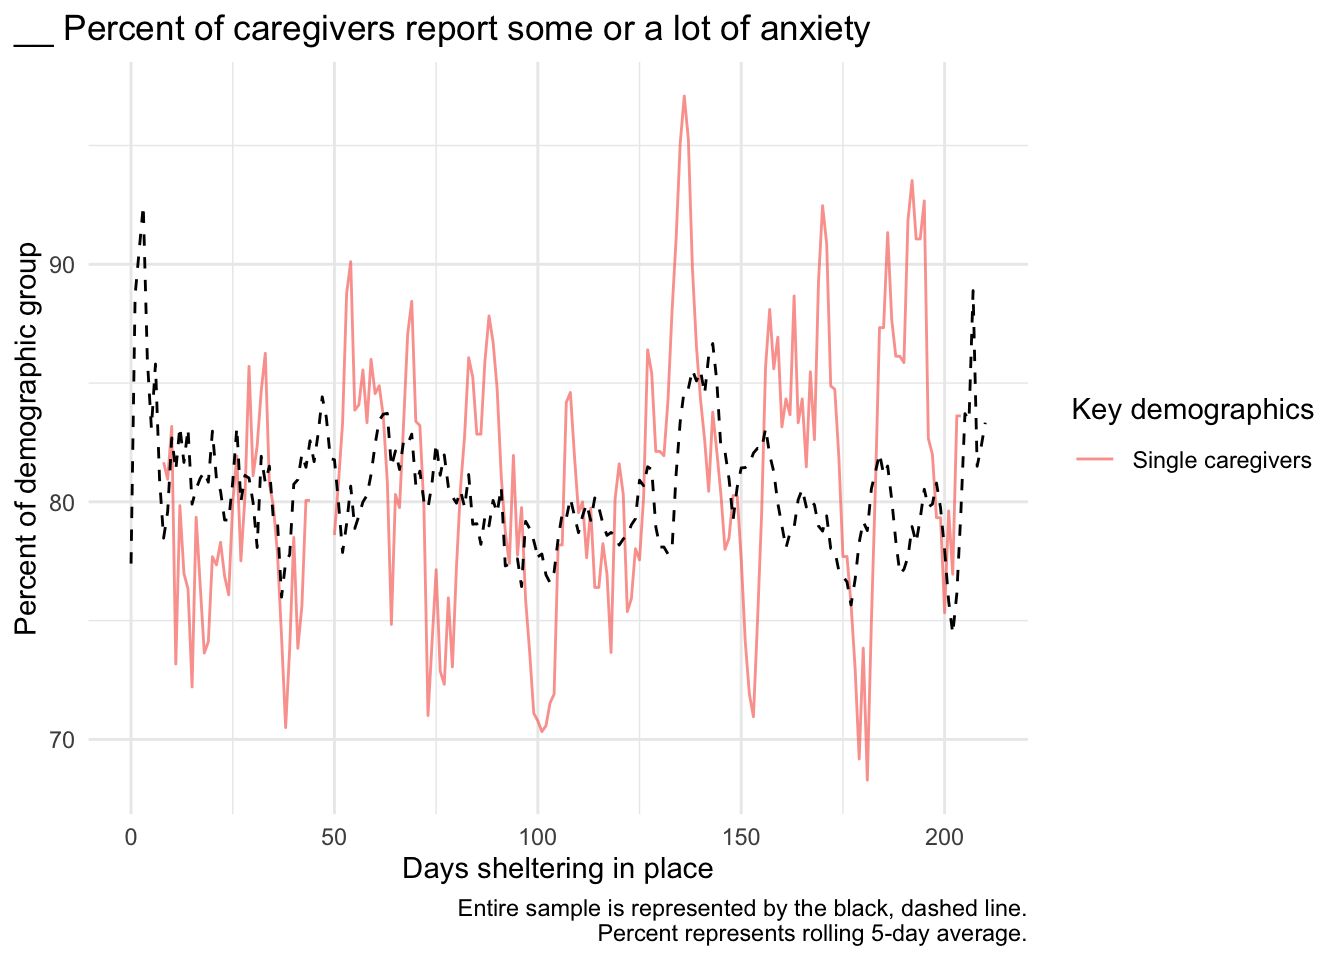 __ Percent of caregivers report some or a lot of anxiety
Percent of demographic group
90
80
70
0
50
100
150
200
Days sheltering in place
Key demographics
Single caregivers
Entire sample is represented by the black, dashed line.
Percent represents rolling 5-day average.